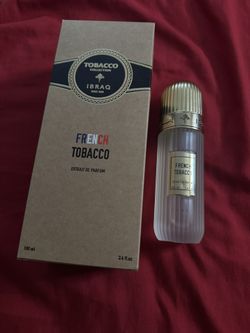 TOBACCO
COLLECTION
IBRAQ
FRENCH
TOBACCO
EXTRAIT DE PARFUM
100 ml
3.4 fl.oz
FRENCH
TOBACCO